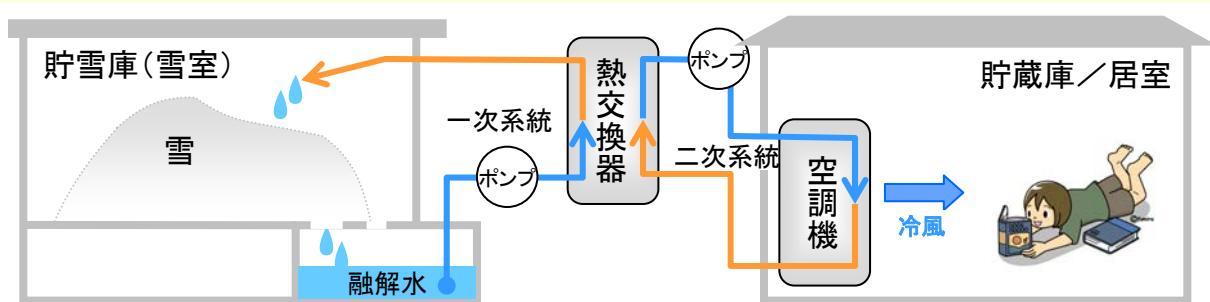 貯雪庫(雪室)
雪
融解水
一次系統
ポンプ
熱交換器
ポンプ
二次系統
空調機
冷風
貯蔵庫/居室